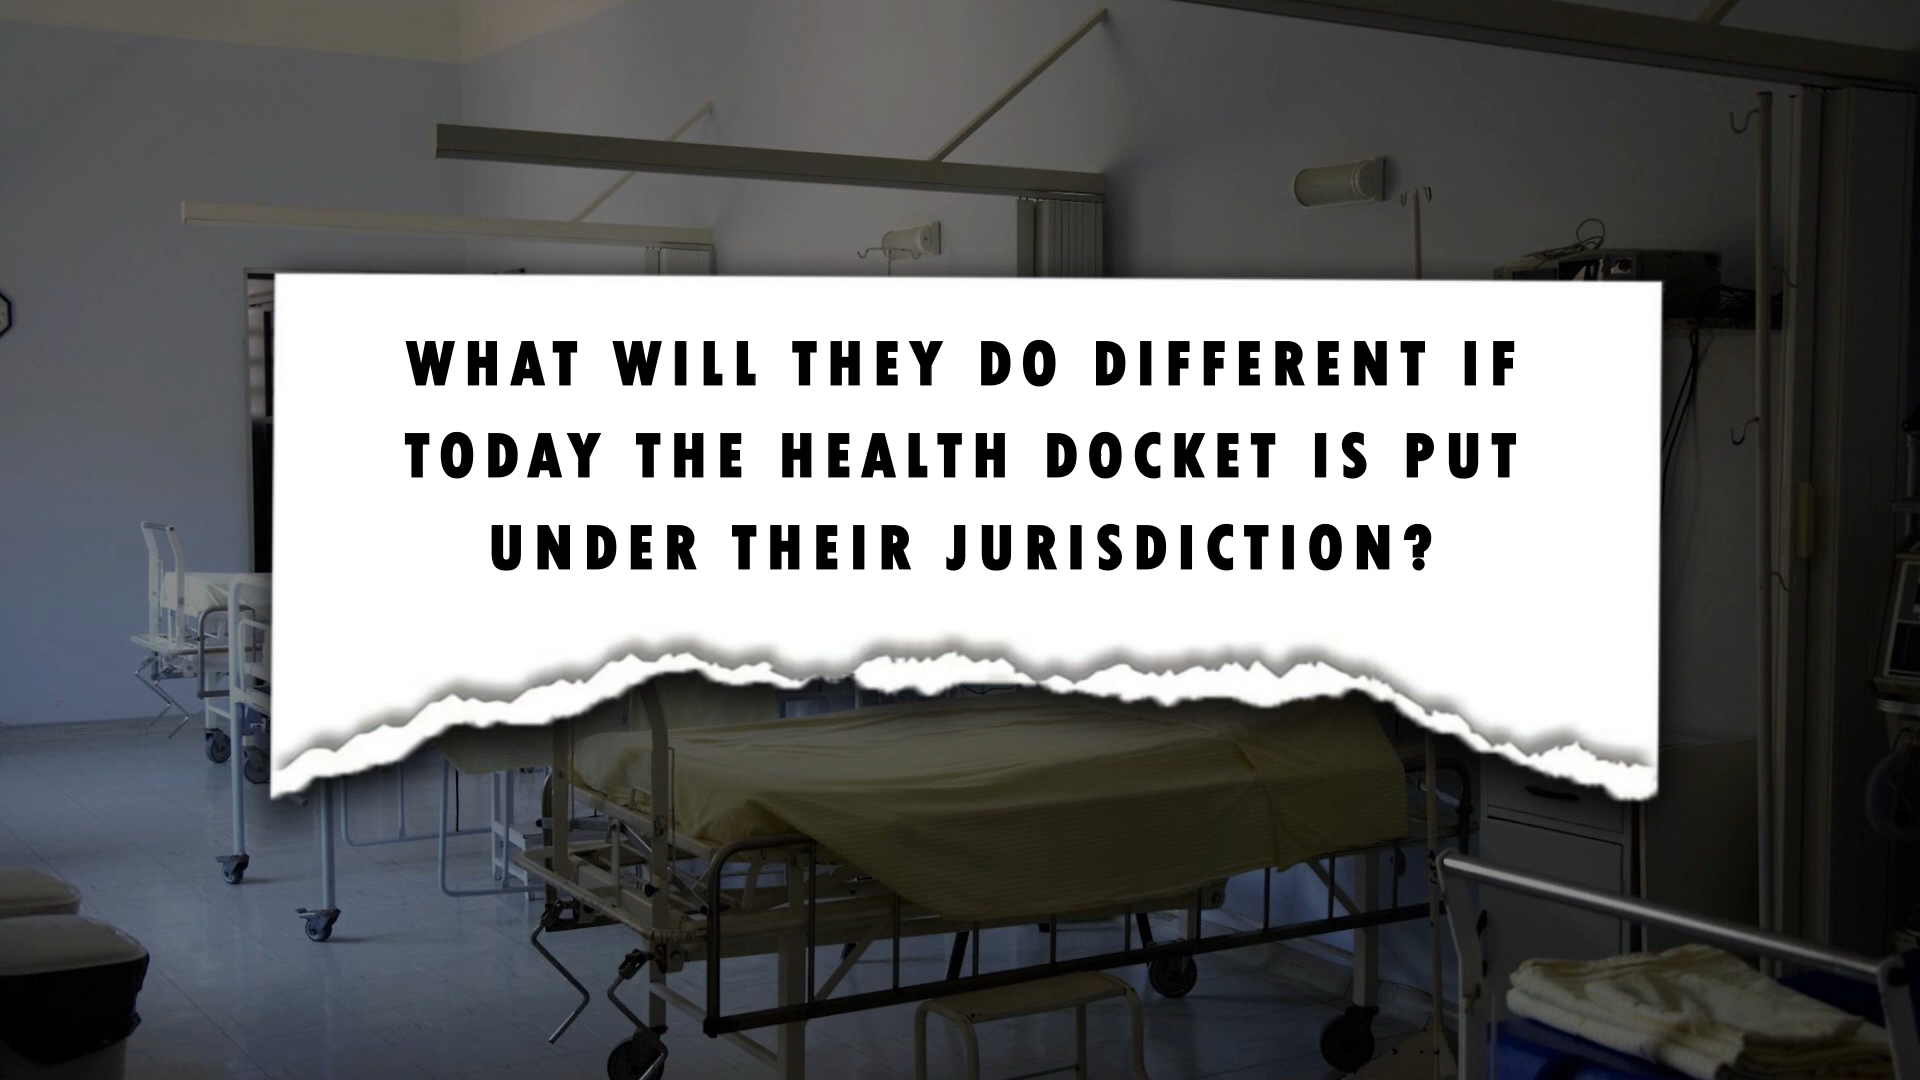 WHAT WILL THEY DO DIFFERENT IF
TODAY THE HEALTH DOCKET IS PUT
UNDER THEIR JURISDICTION?